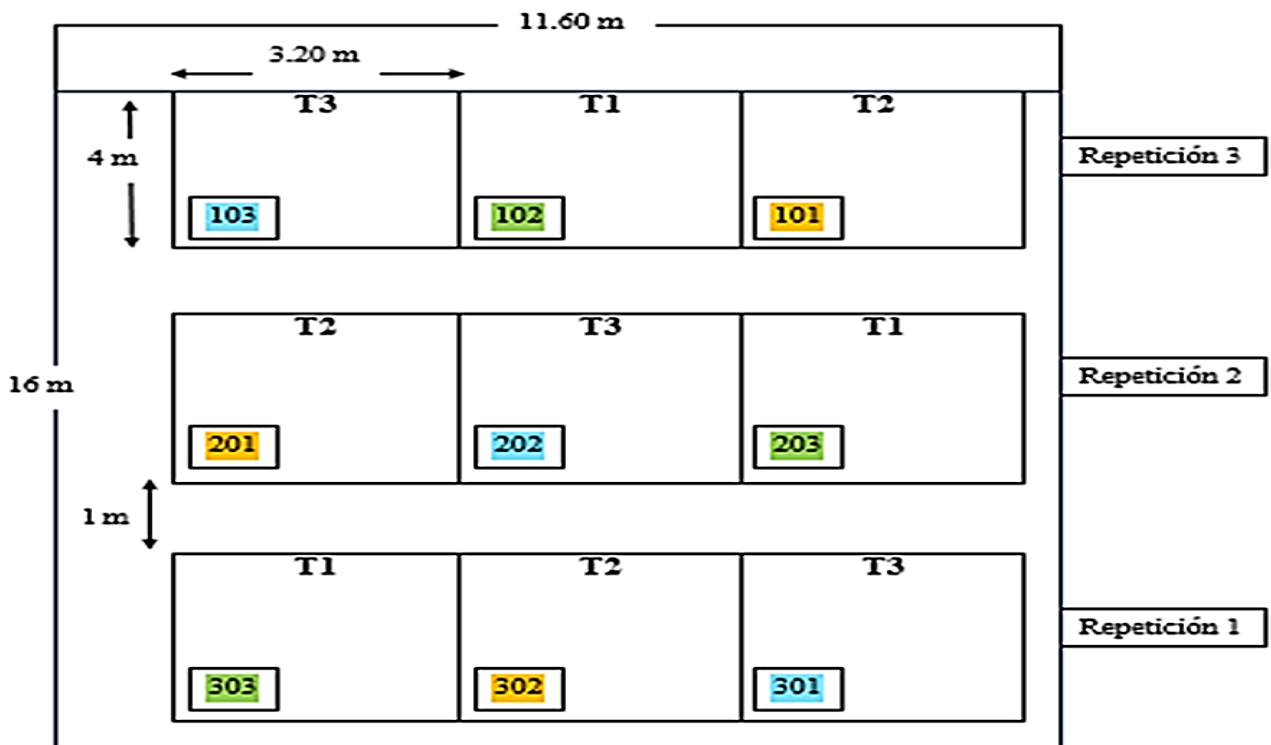 11.60 m
3.20 m
T3 T1 T2
4 m
Repetición 3
103 102 101
T2 T3 T1
16 m
Repetición 2
201 202 203
1 m
T1 T2 T3
Repetición 1
303 302 301